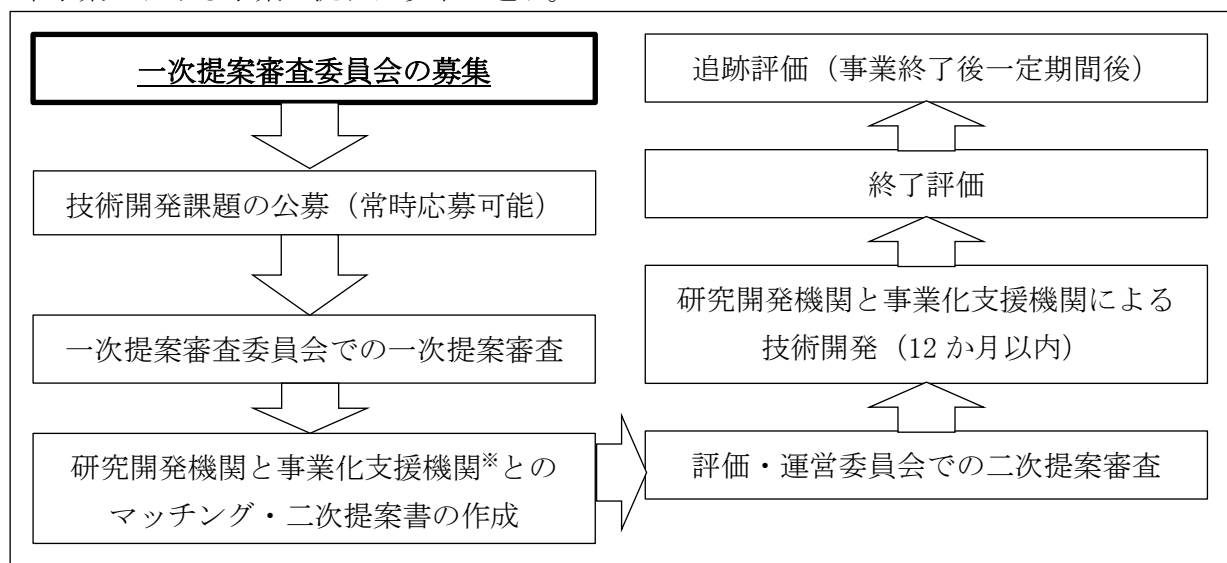 一次提案審査委員会の募集
技術開発課題の公募（常時応募可能）
一次提案審査委員会での一次提案審査
研究開発機関と事業化支援機関※との
マッチング・二次提案書の作成
評価・運営委員会での二次提案審査
研究開発機関と事業化支援機関による
技術開発（12 か月以内）
終了評価
追跡評価（事業終了後一定期間後）